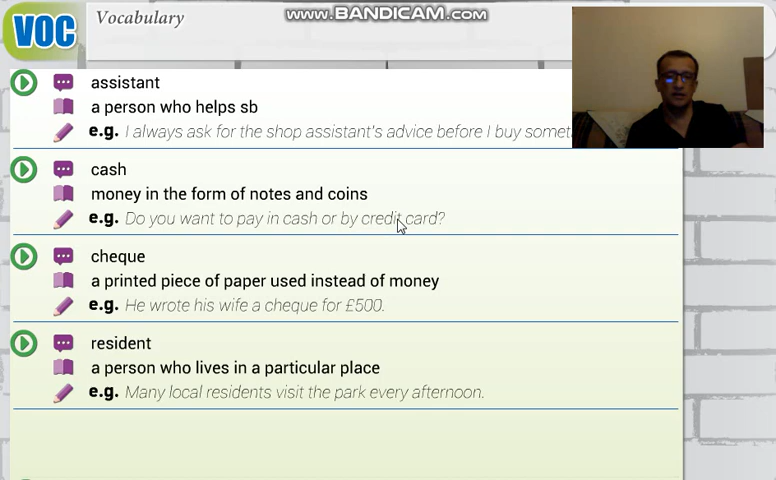 www.BANDICAM.com
VOC
Vocabulary
assistant
a person who helps sb
e.g. I always ask for the shop assistant's advice before I buy
cash
money in the form of notes and coins
e.g. Do you want to pay in cash or by credit card?
cheque
a printed piece of paper used instead of money
e.g. He wrote his wife a cheque for £500.
resident
a person who lives in a particular place
e.g. Many local residents visit the park every afternoon.